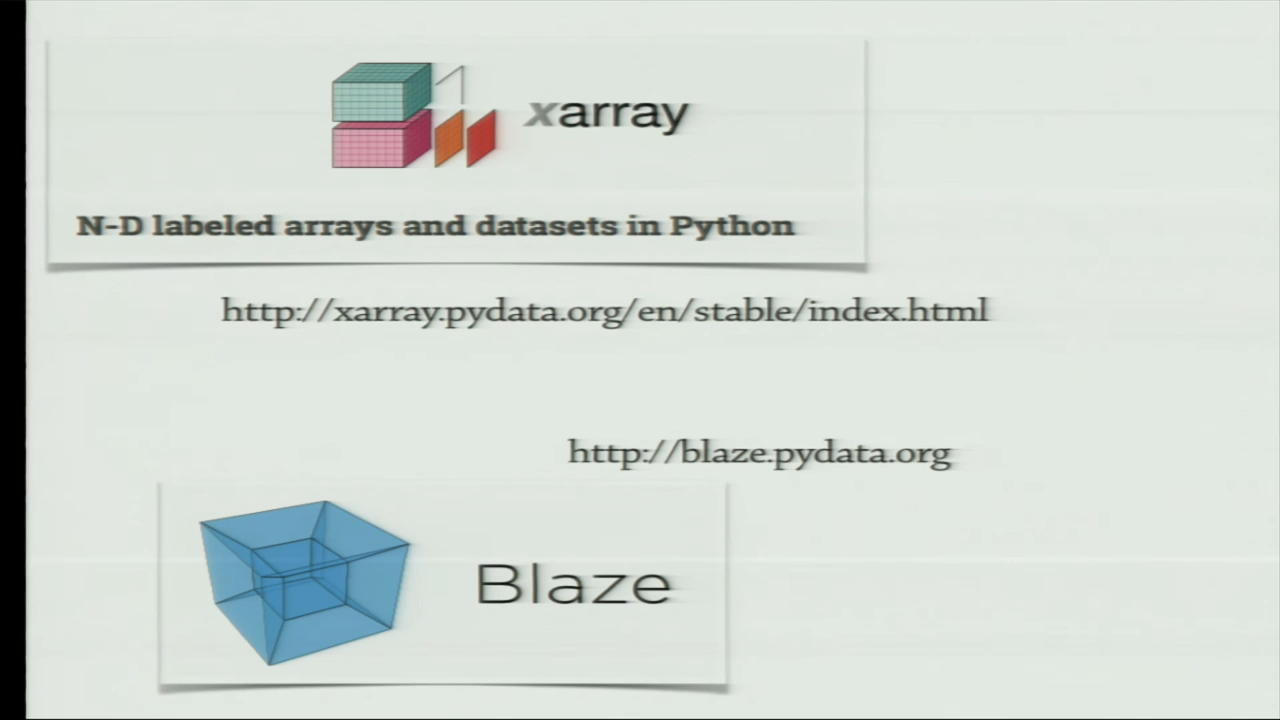 xarray
N-D labeled arrays and datasets in Python
http://xarray.pydata.org/en/stable/index.html
http://blaze.pydata.org
Blaze